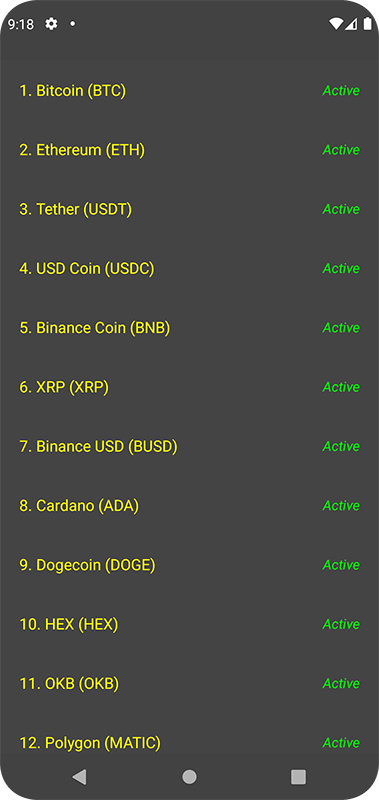 9:18
1. Bitcoin (BTC) Active
2. Ethereum (ETH) Active
3. Tether (USDT) Active
4. USD Coin (USDC) Active
5. Binance Coin (BNB) Active
6. XRP (XRP) Active
7. Binance USD (BUSD) Active
8. Cardano (ADA) Active
9. Dogecoin (DOGE) Active
10. HEX (HEX) Active
11. OKB (OKB) Active
12. Polygon (MATIC) Active